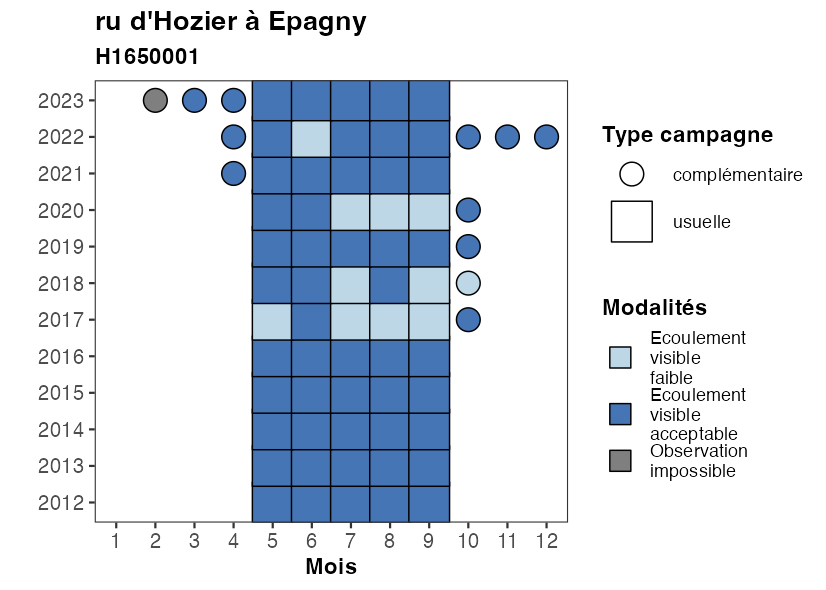 ru d'Hozier à Epagny
H1650001
2023
2022
2021
2020
2019
2018
2017
2016
2015
2014
2013
2012
1 2 3 4 5 6 7 8 9 10 11 12
Mois
Type campagne
complémentaire
usuelle
Modalités
Ecoulement
visible
faible
Ecoulement
visible
acceptable
Observation
impossible